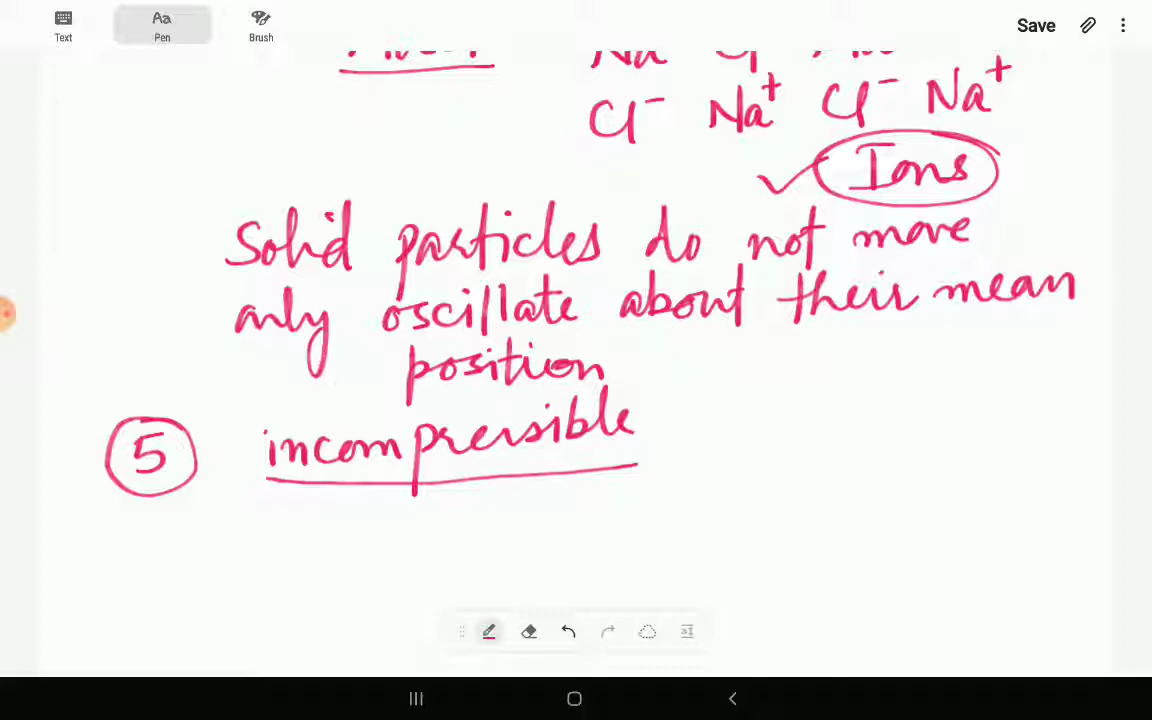 Text
Aa
Pen
Brush
Save
Cl⁻ Na⁺ Cl⁻ Na⁺
Ions
Solid particles do not move
only oscillate about their mean
position
5 incompressible